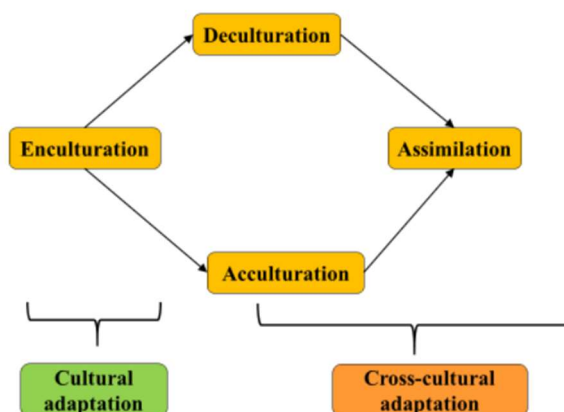 Deculturation
Enculturation
Assimilation
Acculturation
Cultural
adaptation
Cross-cultural
adaptation